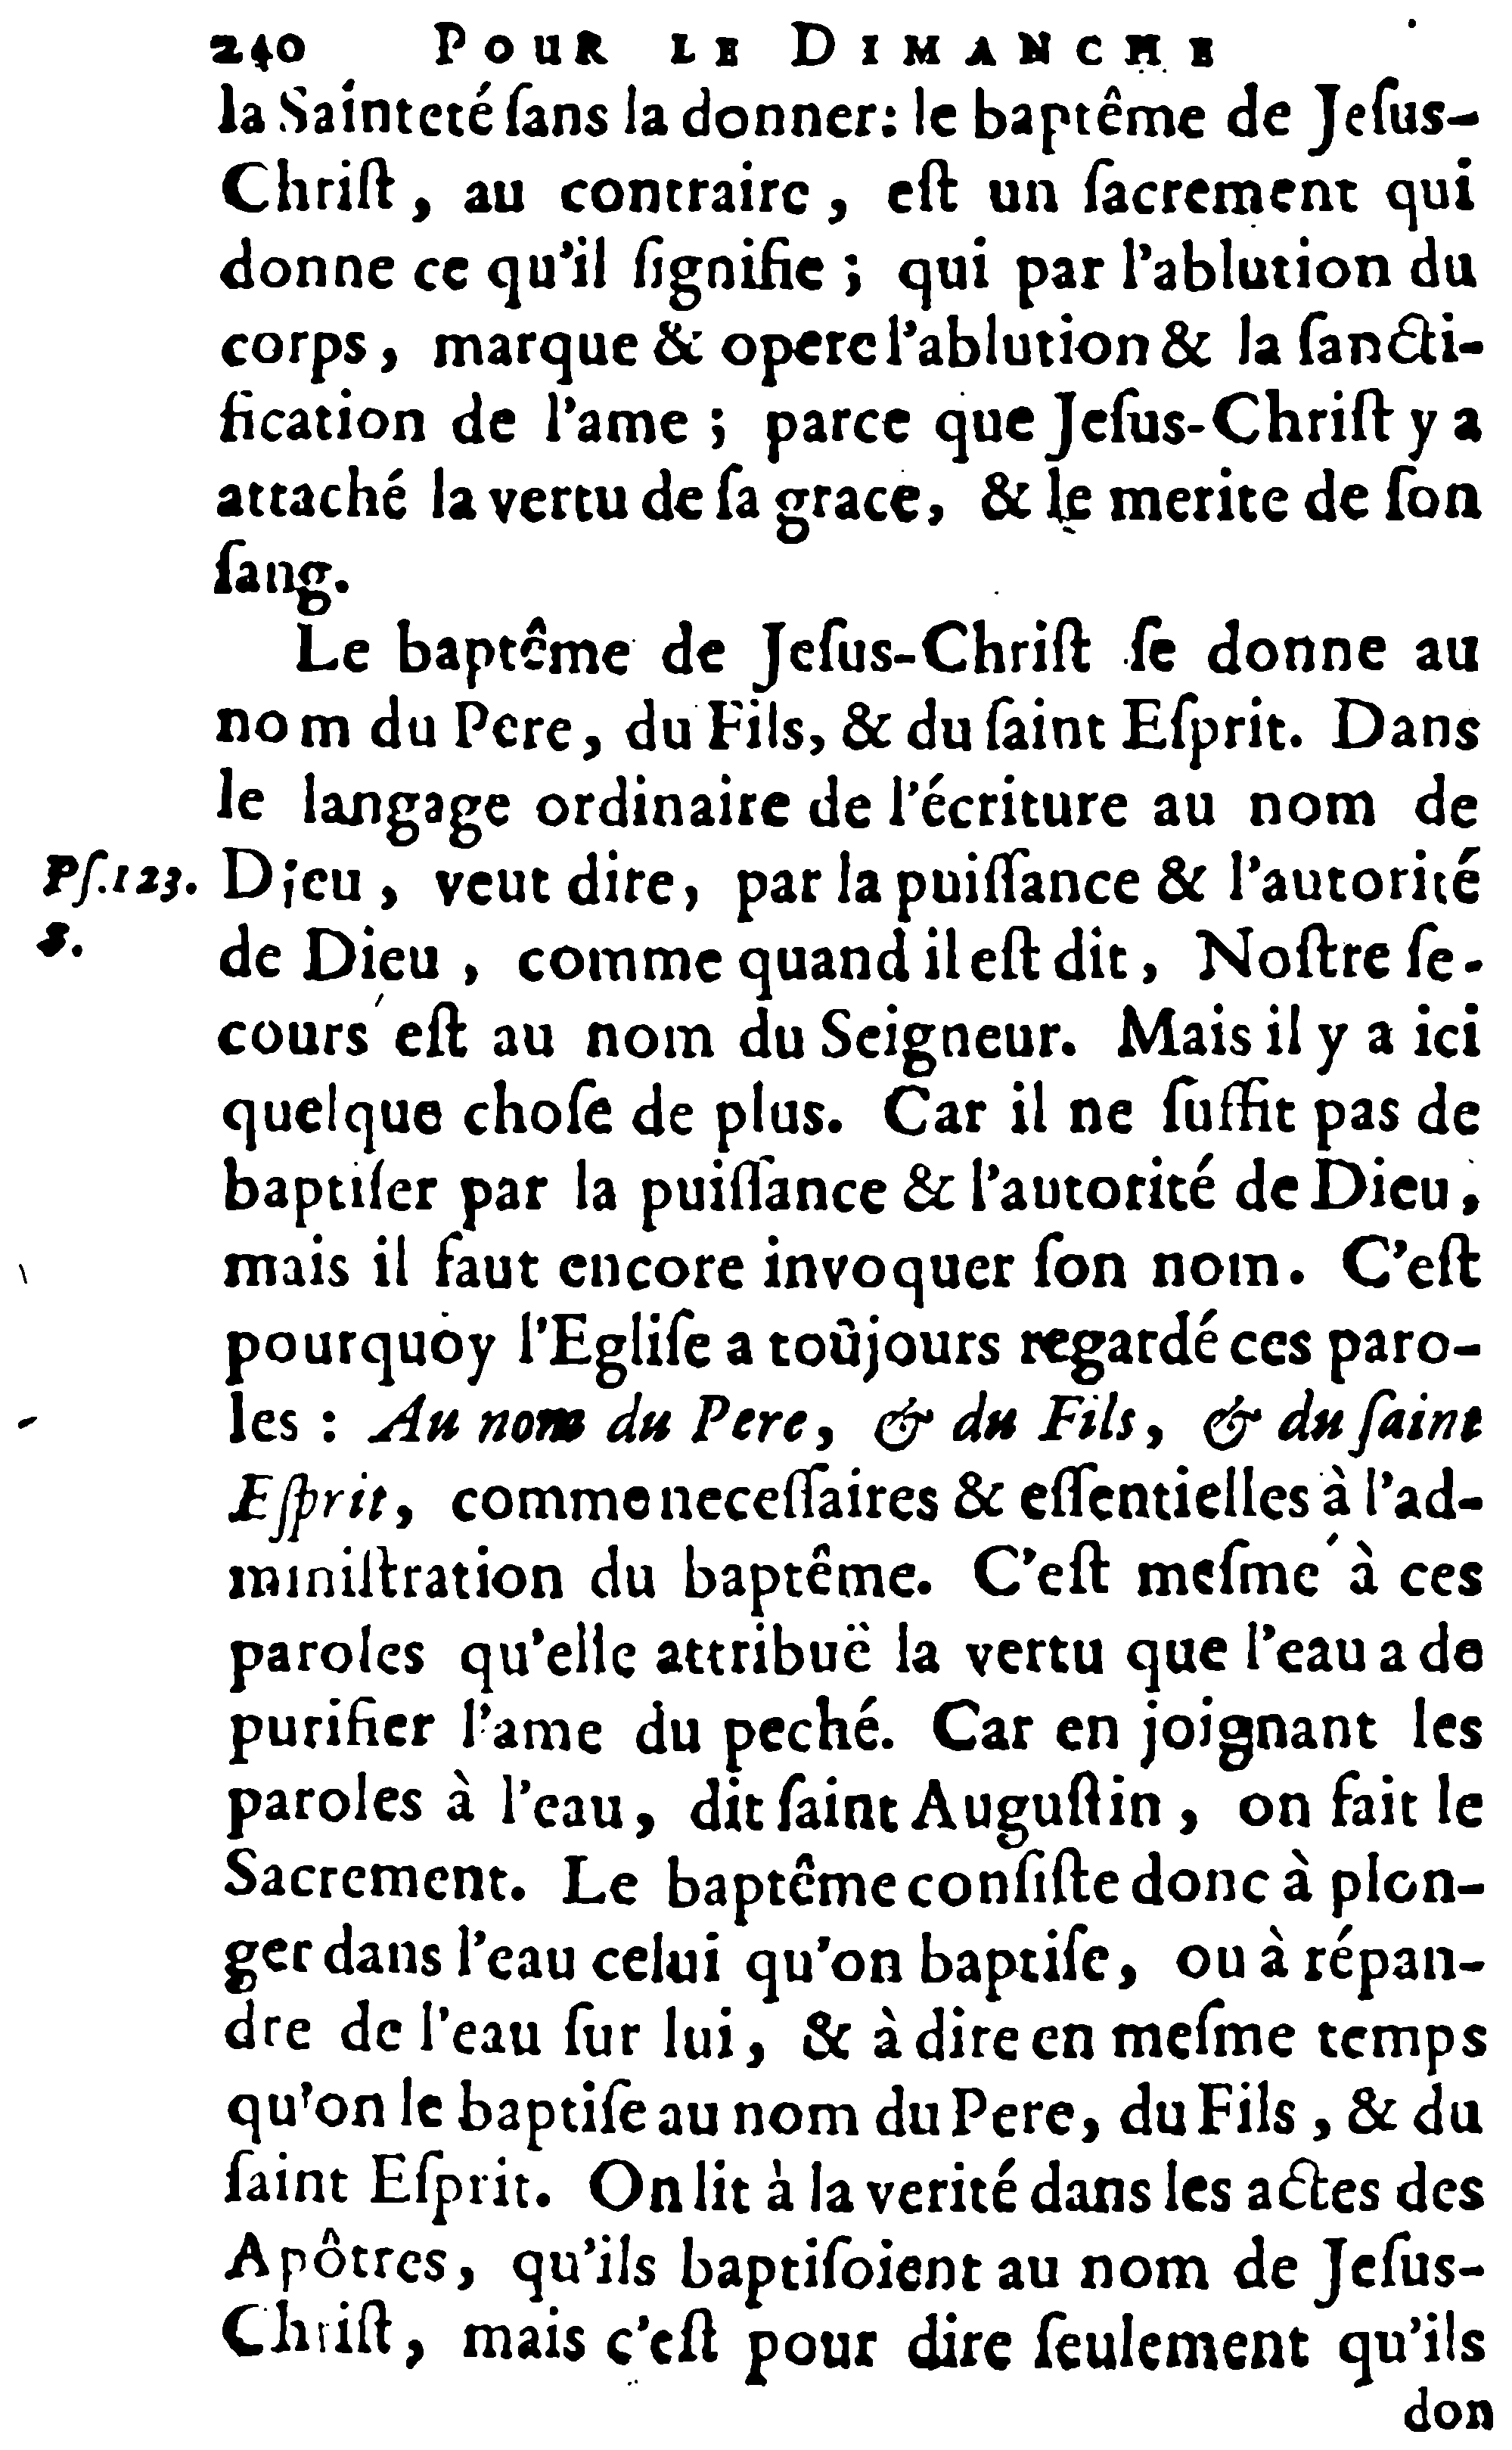 240 POUR LE DIMANCHE
la Sainteté ſans la donner: le baptême de Jeſus-
Chriſt, au contraire, eſt un ſacrement qui
donne ce qu'il ſignifie; qui par l'ablution du
corps, marque & opere l'ablution & la ſancti-
fication de l'ame; parce que Jeſus-Chriſt y a
attaché la vertu de ſa grace, & le merite de ſon
ſang.
Le baptême de Jeſus-Chriſt ſe donne au
nom du Pere, du Fils, & du ſaint Eſprit. Dans
le langage ordinaire de l'écriture au nom de
Pſ. 123. Dieu, veut dire, par la puiſſance & l'autorité
8. de Dieu, comme quand il eſt dit, Noſtre ſe-
cours eſt au nom du Seigneur. Mais il y a ici
quelque choſe de plus. Car il ne ſuffit pas de
baptiſer par la puiſſance & l'autorité de Dieu,
mais il faut encore invoquer ſon nom. C'eſt
pourquoy l'Egliſe a toûjours regardé ces paro-
les: Au nom du Pere, & du Fils, & du ſaint
Eſprit, comme neceſſaires & eſſentielles à l'ad-
miniſtration du baptême. C'eſt meſme à ces
paroles qu'elle attribuë la vertu que l'eau a de
purifier l'ame du peché. Car en joignant les
paroles à l'eau, dit ſaint Auguſtin, on fait le
Sacrement. Le baptême conſiſte donc à plon-
ger dans l'eau celui qu'on baptiſe, ou à répan-
dre de l'eau ſur lui, & à dire en meſme temps
qu'on le baptiſe au nom du Pere, du Fils, & du
ſaint Eſprit. On lit à la verité dans les actes des
Apôtres, qu'ils baptiſoient au nom de Jeſus-
Chriſt, mais c'eſt pour dire ſeulement qu'ils
don